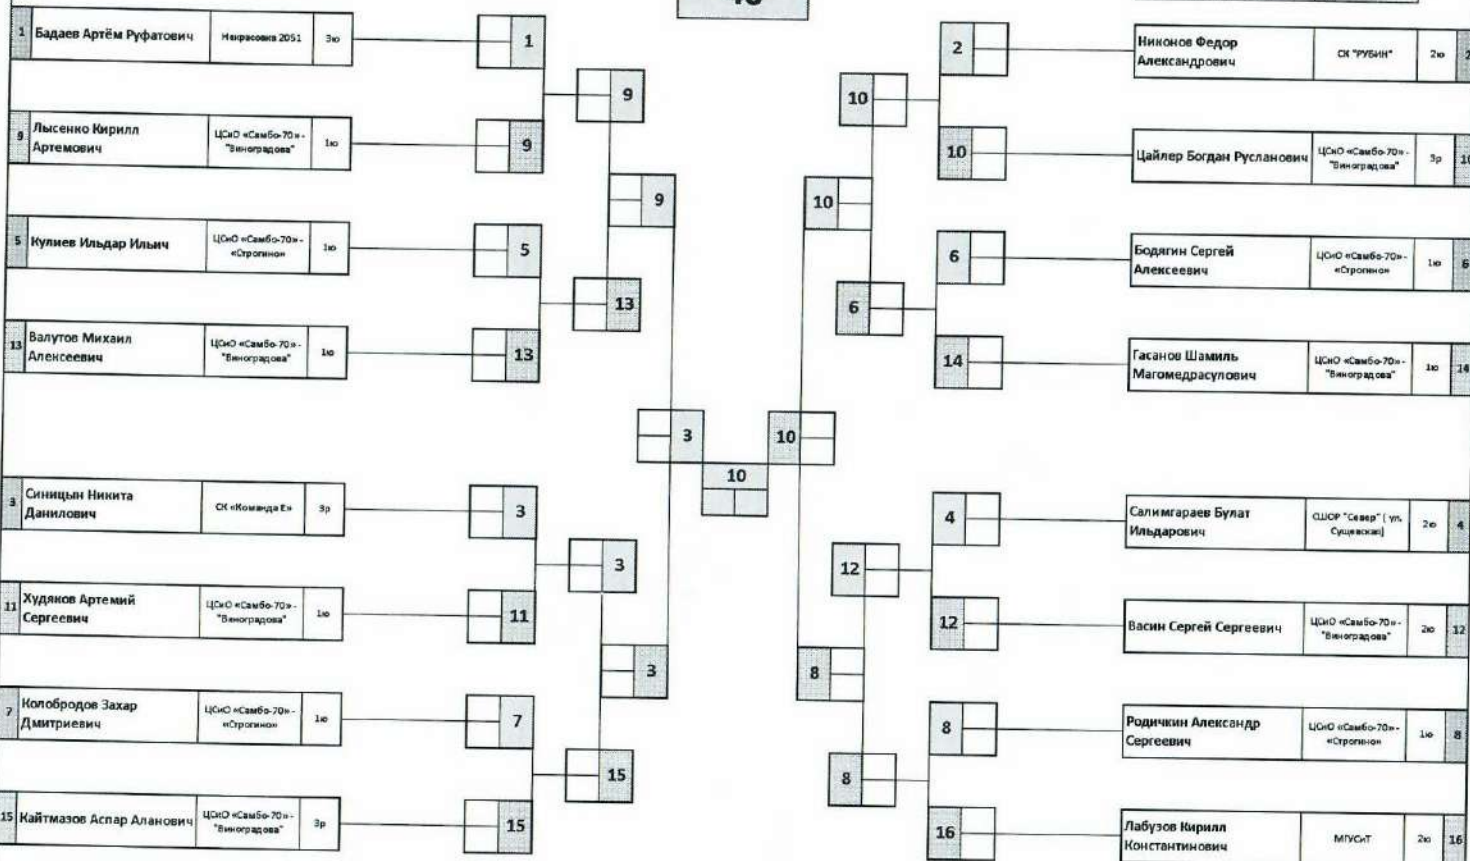 1 Бадаев Артём Руфатович Некрасовка 2051 3ю
9 Лысенко Кирилл
Артемович ЦСиО «Самбо-70» -
"Виноградова" 1ю
5 Кулиев Ильдар Ильич ЦСиО «Самбо-70» -
«Строгино» 1ю
13 Валутов Михаил
Алексеевич ЦСиО «Самбо-70» -
"Виноградова" 1ю
3 Синицын Никита
Данилович СК «Команда Е» 3р
11 Худяков Артемий
Сергеевич ЦСиО «Самбо-70» -
"Виноградова" 1ю
7 Колобродов Захар
Дмитриевич ЦСиО «Самбо-70» -
«Строгино» 1ю
15 Кайтмазов Аспар Аланович ЦСиО «Самбо-70» -
"Виноградова" 3р
1
9
5
13
3
11
7
15
9
13
3
15
9
3
3
10
10
10
8
10
6
12
8
2
10
6
14
4
12
8
16
Никонов Федор
Александрович СК "РУБИН" 2ю 2
Цайлер Богдан Русланович ЦСиО «Самбо-70» -
"Виноградова" 3р 10
Бодягин Сергей
Алексеевич ЦСиО «Самбо-70» -
«Строгино» 1ю 6
Гасанов Шамиль
Магомедрасулович ЦСиО «Самбо-70» -
"Виноградова" 1ю 14
Салимгараев Булат
Ильдарович СШОР "Север" ( ул.
Сущевская) 2ю 4
Васин Сергей Сергеевич ЦСиО «Самбо-70» -
"Виноградова" 2ю 12
Родичкин Александр
Сергеевич ЦСиО «Самбо-70» -
«Строгино» 1ю 8
Лабузов Кирилл
Константинович МГУСиТ 2ю 16